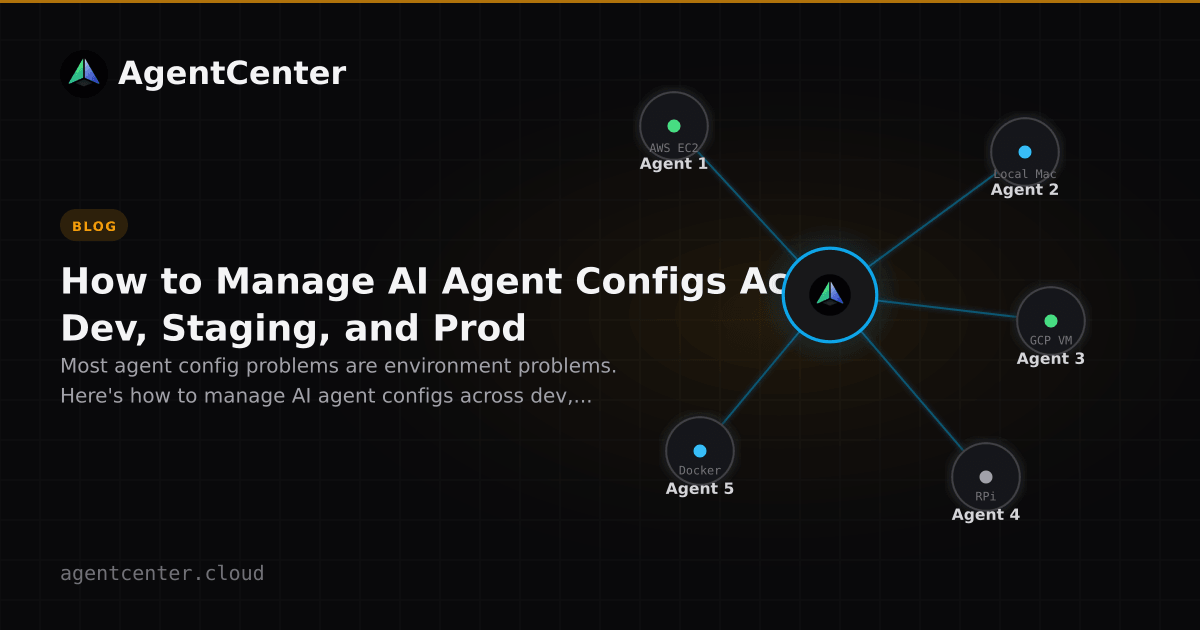 AgentCenter
BLOG
How to Manage AI Agent Configs Ac
Dev, Staging, and Prod
Most agent config problems are environment problems.
Here's how to manage AI agent configs across dev,...
agentcenter.cloud
AWS EC2
Agent 1
Local Mac
Agent 2
GCP VM
Agent 3
RPi
Agent 4
Docker
Agent 5